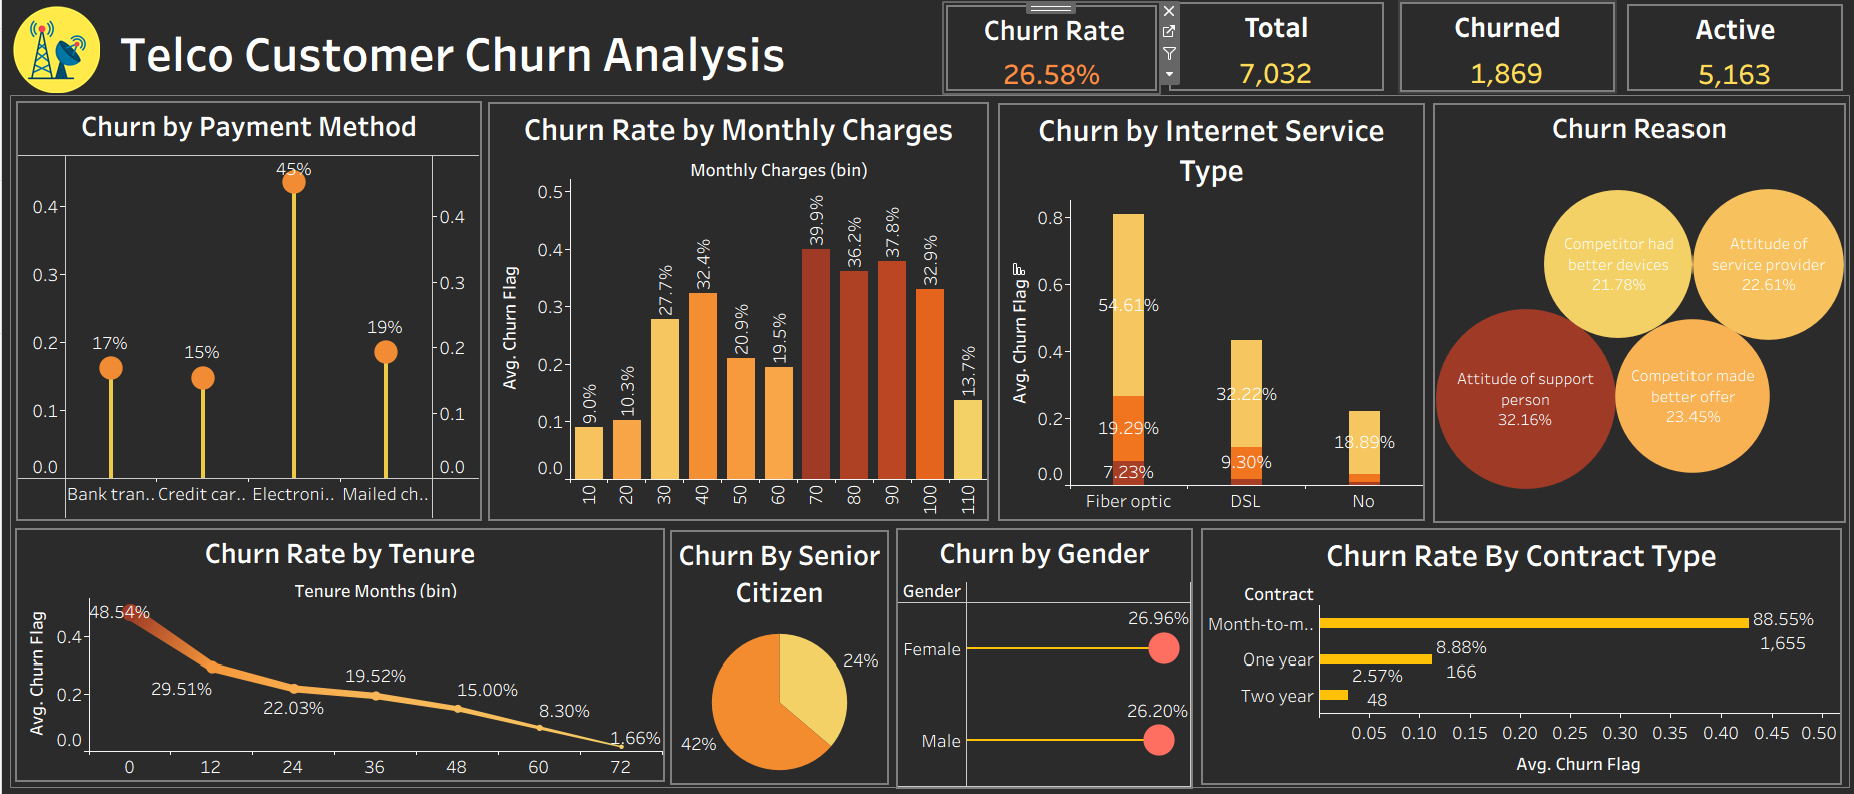 Telco Customer Churn Analysis
Churn Rate
26.58%
Total
7,032
Churned
1,869
Active
5,163
Churn by Payment Method
45%
17%
15%
19%
0.4
0.3
0.2
0.1
0.0
0.4
0.3
0.2
0.1
0.0
Bank tran.. Credit car.. Electroni.. Mailed ch..
Churn Rate by Monthly Charges
Monthly Charges (bin)
Avg. Churn Flag
0.5
0.4
0.3
0.2
0.1
0.0
9.0%
10.3%
27.7%
32.4%
20.9%
19.5%
39.9%
36.2%
37.8%
32.9%
13.7%
10 20 30 40 50 60 70 80 90 100 110
Churn by Internet Service
Type
Avg. Churn Flag
0.8
0.6
0.4
0.2
0.0
54.61%
19.29%
7.23%
32.22%
9.30%
18.89%
Fiber optic DSL No
Churn Reason
Competitor had
better devices
21.78%
Attitude of
service provider
22.61%
Attitude of support
person
32.16%
Competitor made
better offer
23.45%
Churn Rate by Tenure
Tenure Months (bin)
Avg. Churn Flag
0.4
0.2
0.0
48.54%
29.51%
22.03%
19.52%
15.00%
8.30%
1.66%
0 12 24 36 48 60 72
Churn By Senior
Citizen
24%
42%
Churn by Gender
Gender
Female
26.96%
Male
26.20%
Churn Rate By Contract Type
Contract
Month-to-m..
88.55%
1,655
One year
8.88%
166
Two year
2.57%
48
0.05 0.10 0.15 0.20 0.25 0.30 0.35 0.40 0.45 0.50
Avg. Churn Flag